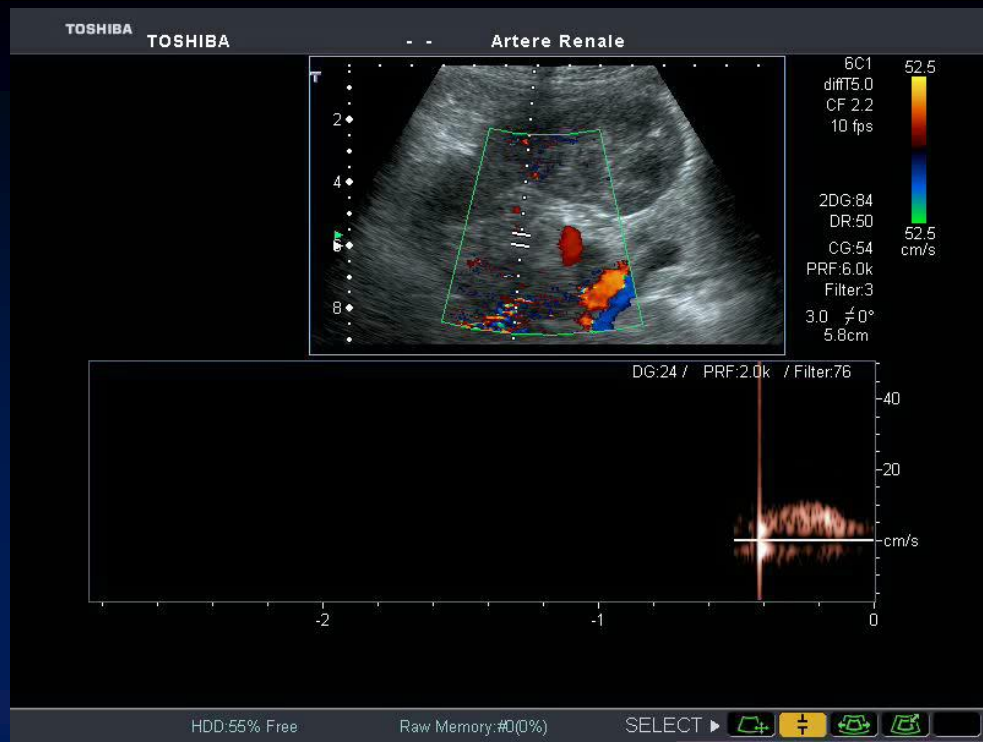 TOSHIBA
TOSHIBA - - Artere Renale
6C1
diffT5.0
CF 2.2
10 fps
52.5
52.5
cm/s
2DG:84
DR:50
CG:54
PRF:6.0k
Filter:3
3.0 ≠0°
5.8cm
T
2
4
8
DG:24 / PRF:2.0k / Filter:76
40
20
cm/s
-2 -1 0
HDD:55% Free Raw Memory:#0(0%) SELECT